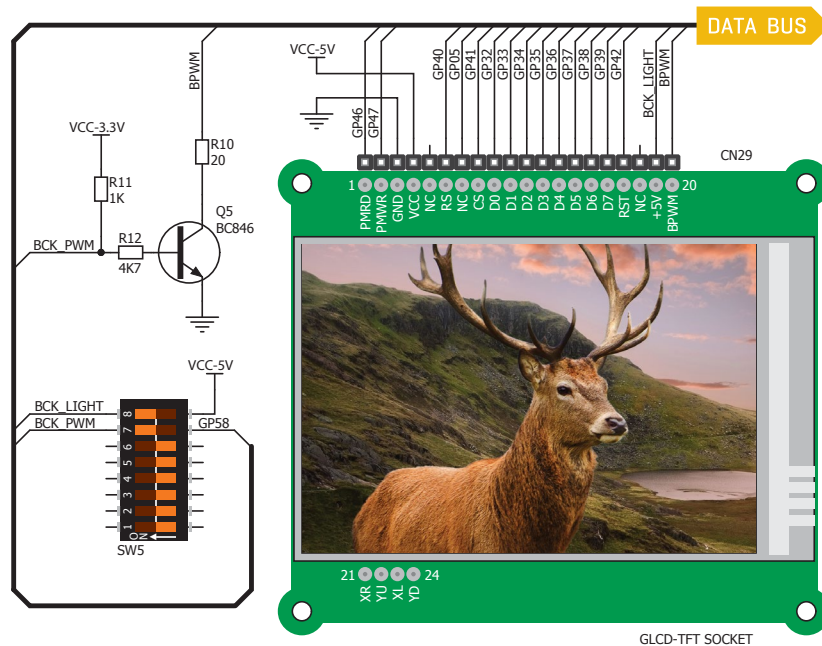 DATA BUS
VCC-5V
BPWM
GP46
GP47
GP40
GP05
GP41
GP32
GP33
GP34
GP35
GP36
GP37
GP38
GP39
GP42
BCK_LIGHT
BPWM
VCC-3.3V
R10
20
R11
1K
CN29
1
20
PMRD
PMWR
GND
VCC
NC
RS
NC
CS
D0
D1
D2
D3
D4
D5
D6
D7
RST
NC
+5V
BPWM
Q5
BC846
BCK_PWM
R12
4K7
VCC-5V
BCK_LIGHT
BCK_PWM
GP58
8
7
6
5
4
3
2
1
ON
SW5
21
24
XR
YU
XL
YD
GLCD-TFT SOCKET